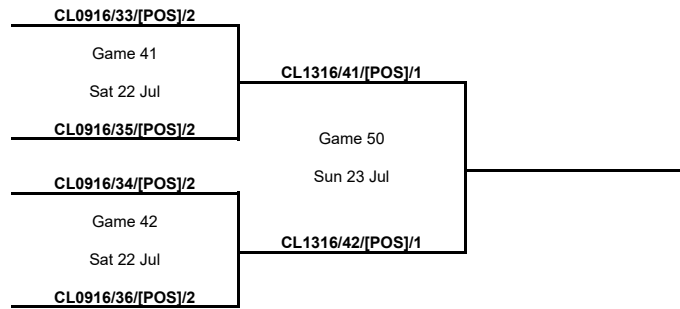 CL0916/33/[POS]/2
Game 41
Sat 22 Jul
CL0916/35/[POS]/2
CL1316/41/[POS]/1
Game 50
Sun 23 Jul
CL1316/42/[POS]/1
CL0916/34/[POS]/2
Game 42
Sat 22 Jul
CL0916/36/[POS]/2